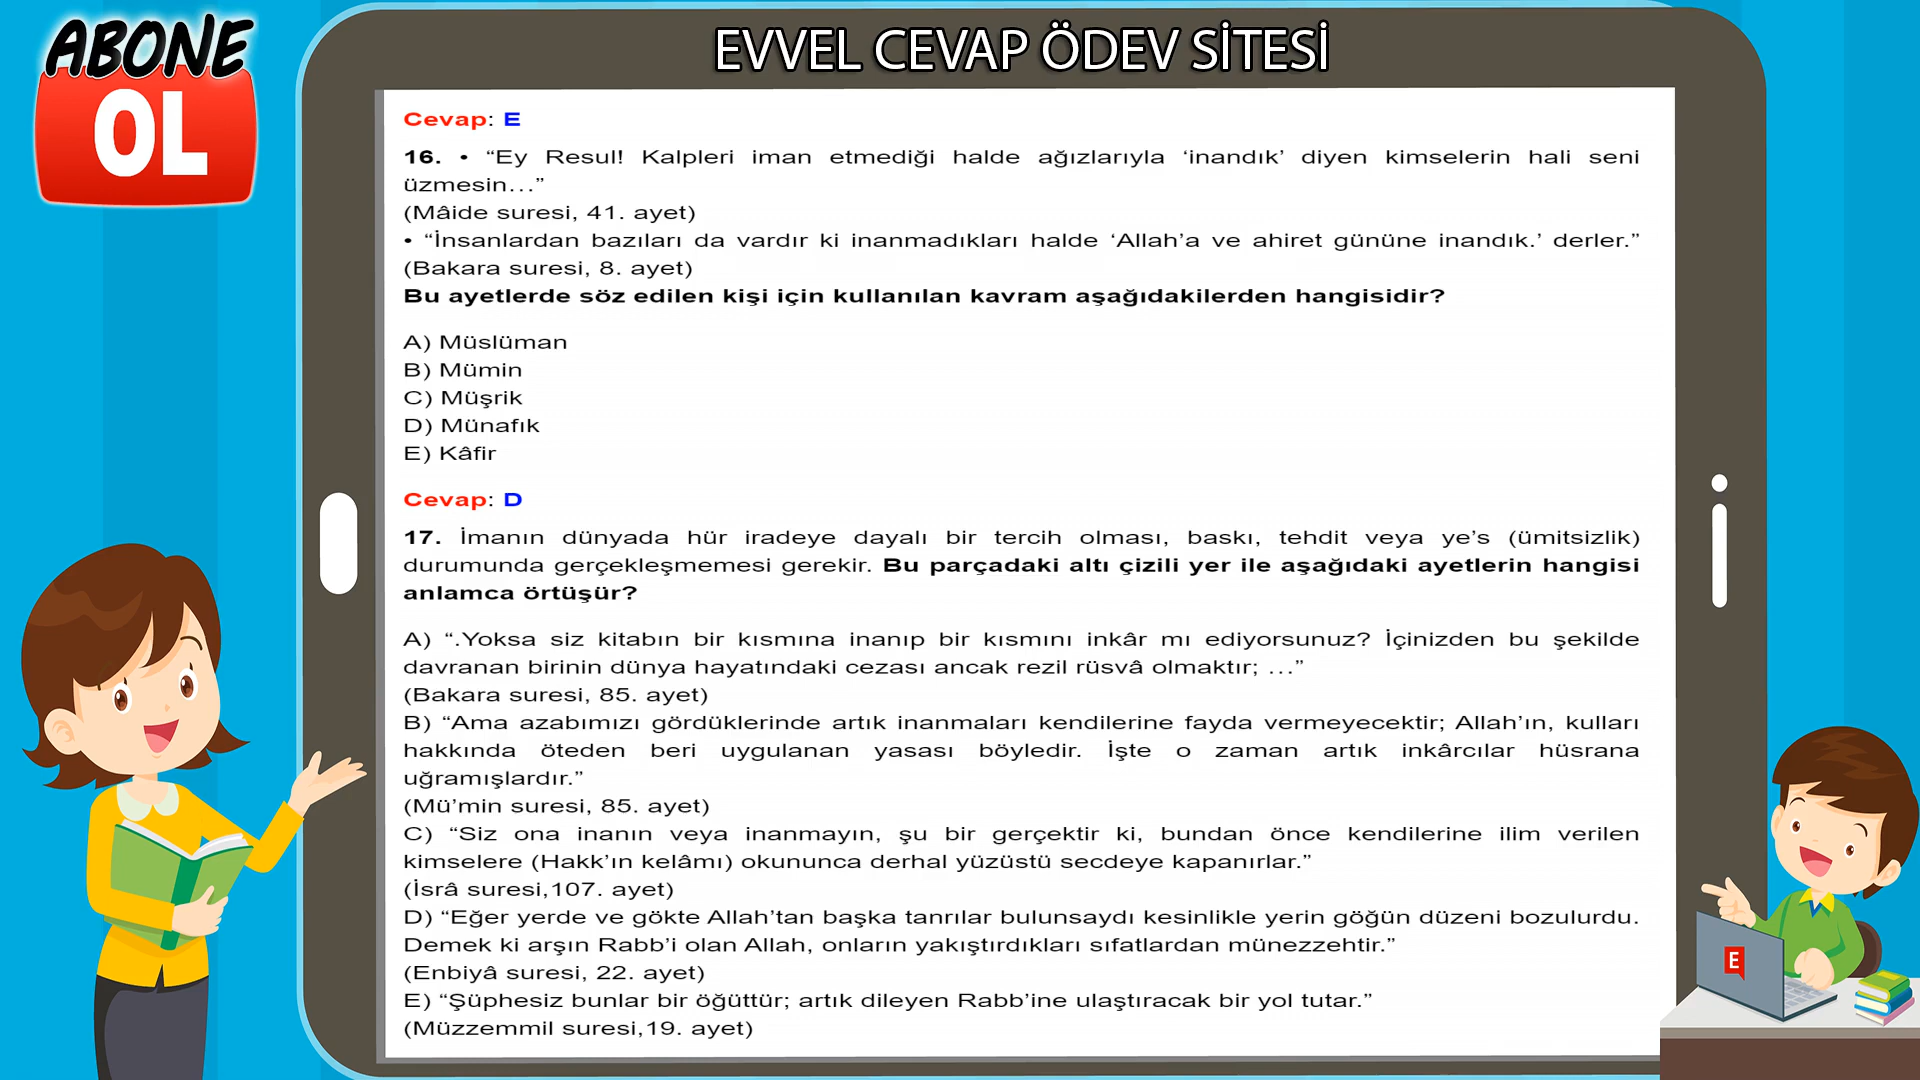 ABONE
OL
EVVEL CEVAP ÖDEV SİTESİ
Cevap: E
16. • “Ey Resul! Kalpleri iman etmediği halde ağızlarıyla ‘inandık’ diyen kimselerin hali seni
üzmesin…”
(Mâide suresi, 41. ayet)
• “İnsanlardan bazıları da vardır ki inanmadıkları halde ‘Allah’a ve ahiret gününe inandık.’ derler.”
(Bakara suresi, 8. ayet)
Bu ayetlerde söz edilen kişi için kullanılan kavram aşağıdakilerden hangisidir?
A) Müslüman
B) Mümin
C) Müşrik
D) Münafık
E) Kâfir
Cevap: D
17. İmanın dünyada hür iradeye dayalı bir tercih olması, baskı, tehdit veya ye’s (ümitsizlik)
durumunda gerçekleşmemesi gerekir. Bu parçadaki altı çizili yer ile aşağıdaki ayetlerin hangisi
anlamca örtüşür?
A) “.Yoksa siz kitabın bir kısmına inanıp bir kısmını inkâr mı ediyorsunuz? İçinizden bu şekilde
davranan birinin dünya hayatındaki cezası ancak rezil rüsvâ olmaktır; …”
(Bakara suresi, 85. ayet)
B) “Ama azabımızı gördüklerinde artık inanmaları kendilerine fayda vermeyecektir; Allah’ın, kulları
hakkında öteden beri uygulanan yasası böyledir. İşte o zaman artık inkârcılar hüsrana
uğramışlardır.”
(Mü’min suresi, 85. ayet)
C) “Siz ona inanın veya inanmayın, şu bir gerçektir ki, bundan önce kendilerine ilim verilen
kimselere (Hakk’ın kelâmı) okununca derhal yüzüstü secdeye kapanırlar.”
(İsrâ suresi,107. ayet)
D) “Eğer yerde ve gökte Allah’tan başka tanrılar bulunsaydı kesinlikle yerin göğün düzeni bozulurdu.
Demek ki arşın Rabb’i olan Allah, onların yakıştırdıkları sıfatlardan münezzehtir.”
(Enbiyâ suresi, 22. ayet)
E) “Şüphesiz bunlar bir öğüttür; artık dileyen Rabb’ine ulaştıracak bir yol tutar.”
(Müzzemmil suresi,19. ayet)
E